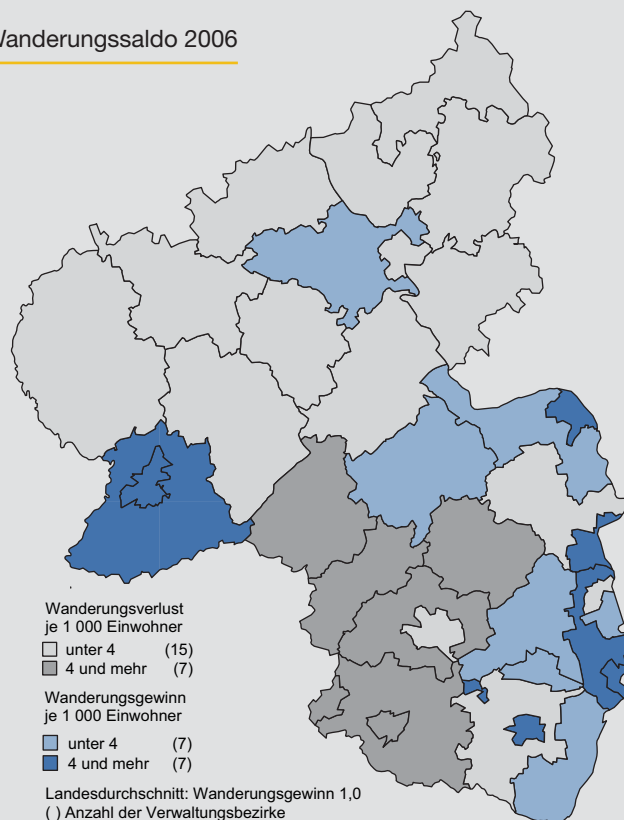 Wanderungssaldo 2006
Wanderungsverlust
je 1 000 Einwohner
unter 4 (15)
4 und mehr (7)
Wanderungsgewinn
je 1 000 Einwohner
unter 4 (7)
4 und mehr (7)
Landesdurchschnitt: Wanderungsgewinn 1,0
( ) Anzahl der Verwaltungsbezirke